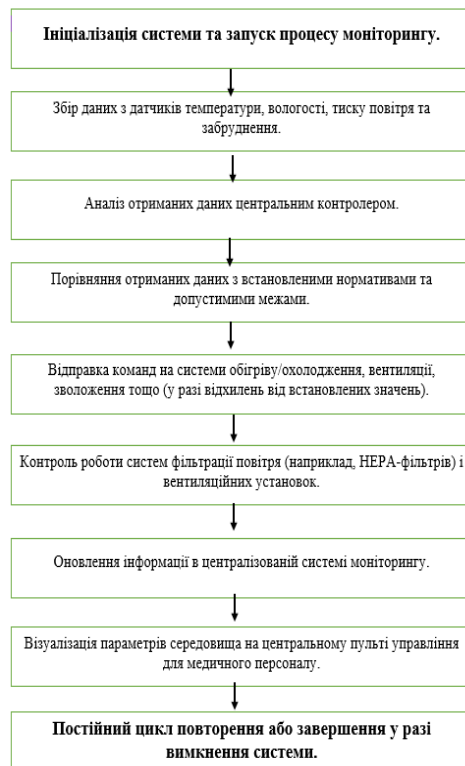 Ініціалізація системи та запуск процесу моніторингу.
Збір даних з датчиків температури, вологості, тиску повітря та
забруднення.
Аналіз отриманих даних центральним контролером.
Порівняння отриманих даних з встановленими нормативами та
допустимими межами.
Відправка команд на системи обігріву/охолодження, вентиляції,
зволоження тощо (у разі відхилень від встановлених значень).
Контроль роботи систем фільтрації повітря (наприклад, HEPA-фільтрів) і
вентиляційних установок.
Оновлення інформації в централізованій системі моніторингу.
Візуалізація параметрів середовища на центральному пульті управління
для медичного персоналу.
Постійний цикл повторення або завершення у разі
вимкнення системи.